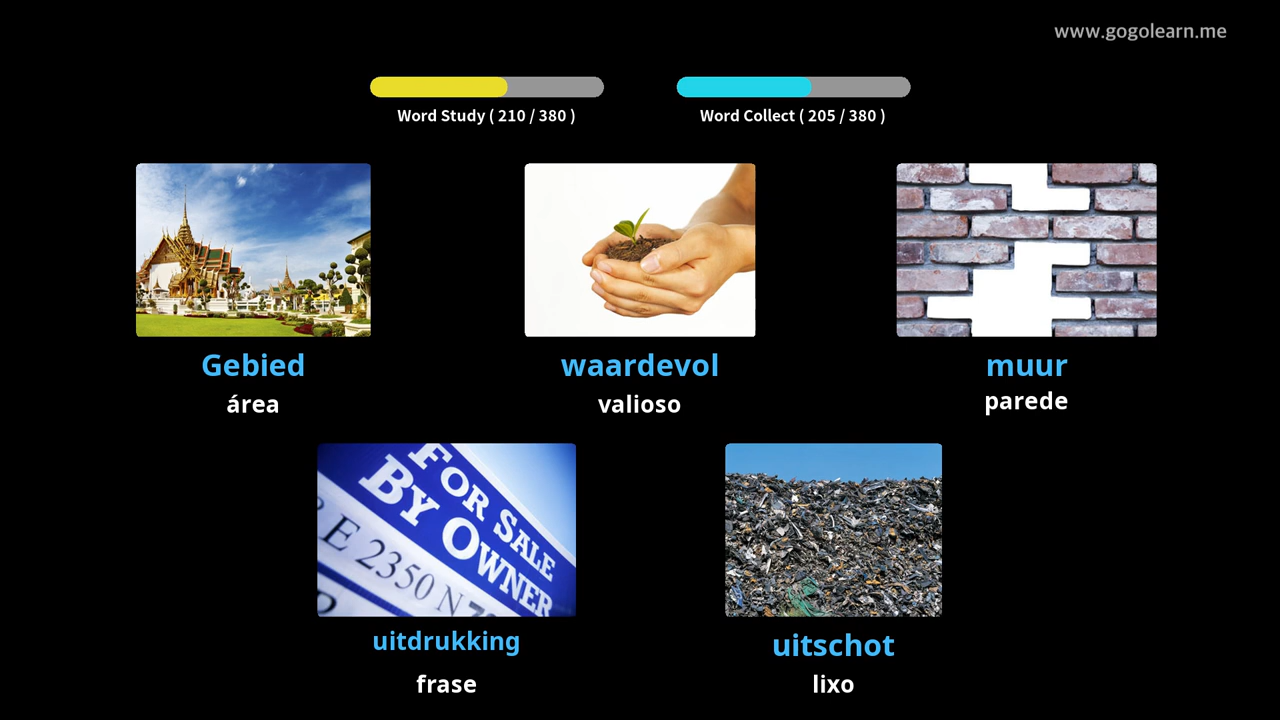 www.gogolearn.me
Word Study ( 210 / 380 )
Word Collect ( 205 / 380 )
Gebied
área
waardevol
valioso
muur
parede
FOR SALE
BY OWNER
E 2350 N
uitdrukking
frase
uitschot
lixo